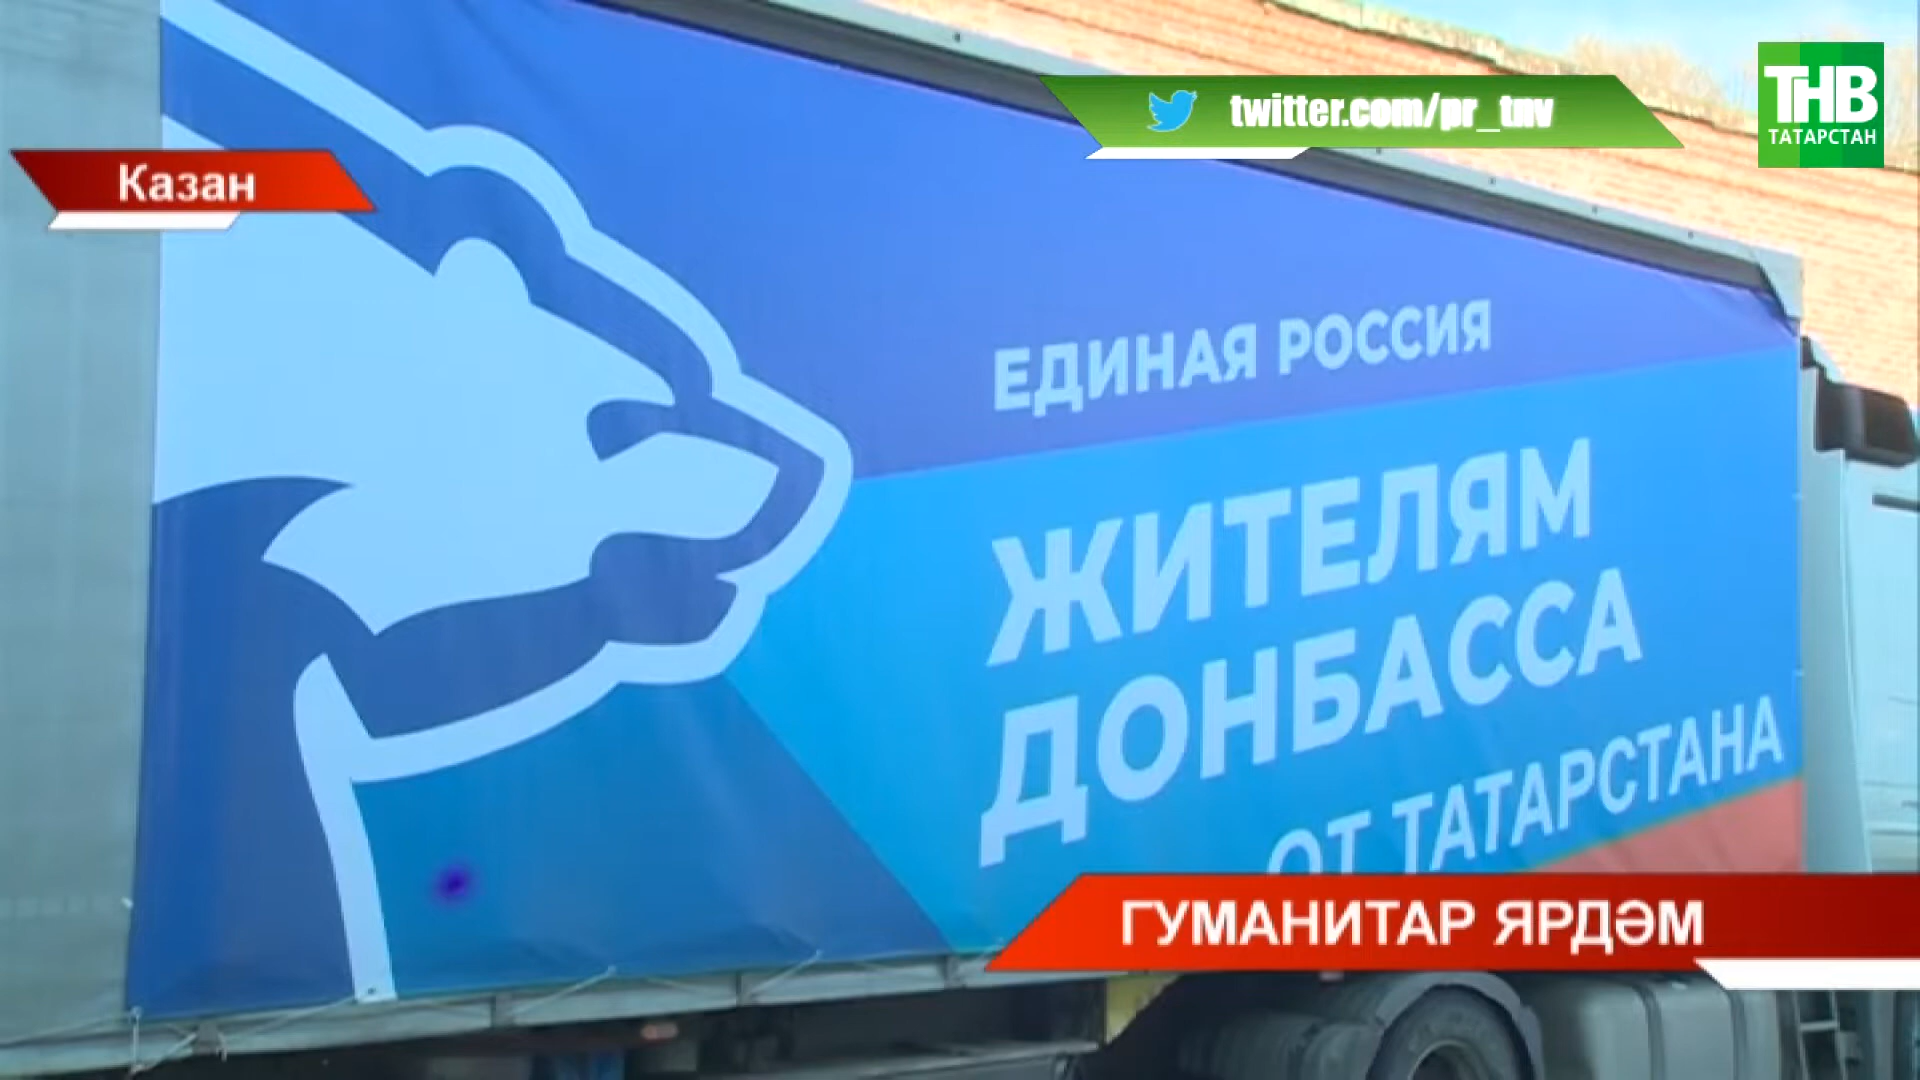 twitter.com/pr_tnv
ТНВ
ТАТАРСТАН
Казан
ЕДИНАЯ РОССИЯ
ЖИТЕЛЯМ
ДОНБАССА
ОТ ТАТАРСТАНА
ГУМАНИТАР ЯРДӘМ